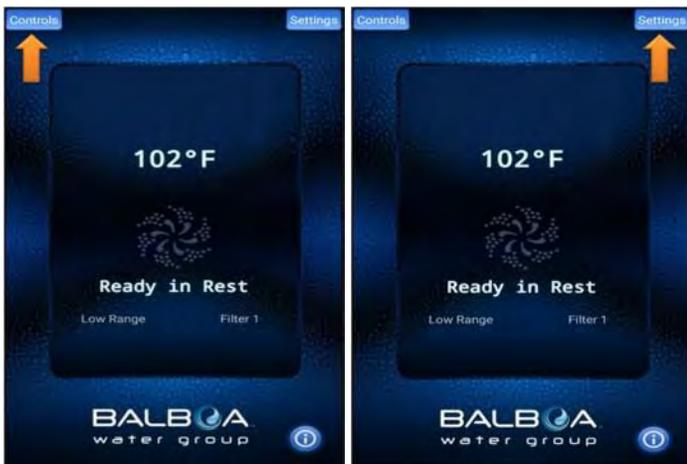 Controls Settings
102°F
Ready in Rest
Low Range Filter 1
BALBOA
water group
Controls Settings
102°F
Ready in Rest
Low Range Filter 1
BALBOA
water group